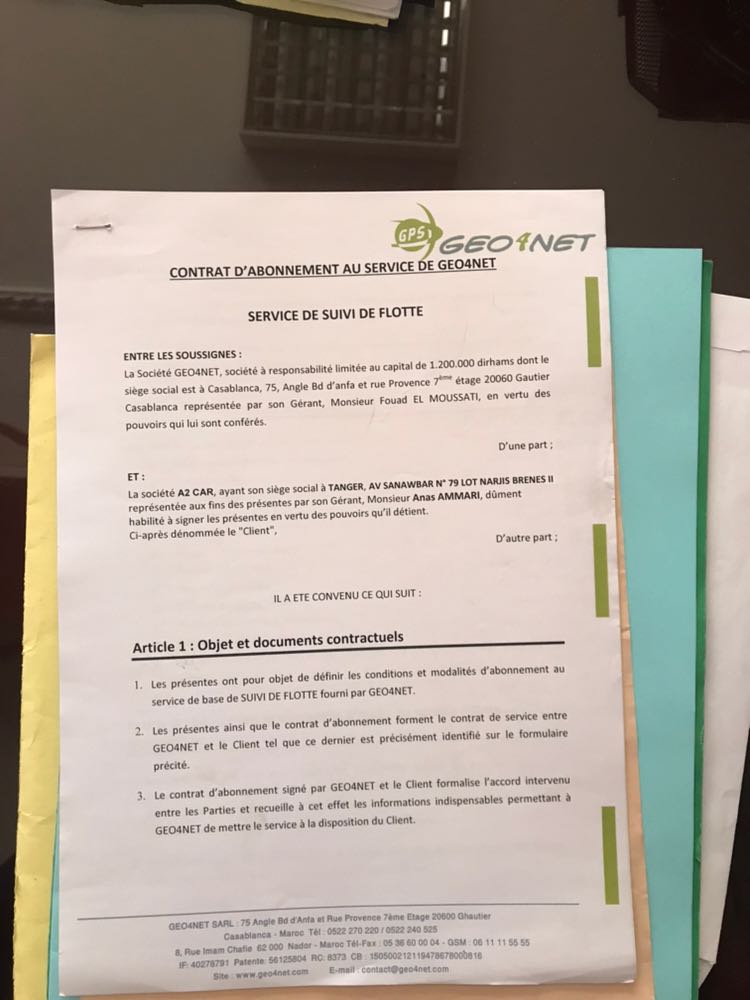 GPS
GEO4NET
CONTRAT D'ABONNEMENT AU SERVICE DE GEO4NET
SERVICE DE SUIVI DE FLOTTE
ENTRE LES SOUSSIGNES :
La Société GEO4NET, société à responsabilité limitée au capital de 1.200.000 dirhams dont le
siège social est à Casablanca, 75, Angle Bd d'anfa et rue Provence 7ème étage 20060 Gautier
Casablanca représentée par son Gérant, Monsieur Fouad EL MOUSSATI, en vertu des
pouvoirs qui lui sont conférés.
D'une part ;
ET :
La société A2 CAR, ayant son siège social à TANGER, AV SANAWBAR N° 79 LOT NARJIS BRENES II
représentée aux fins des présentes par son Gérant, Monsieur Anas AMMARI, dûment
habilité à signer les présentes en vertu des pouvoirs qu'il détient.
Ci-après dénommée le "Client",
D'autre part ;
IL A ETE CONVENU CE QUI SUIT :
Article 1 : Objet et documents contractuels
1. Les présentes ont pour objet de définir les conditions et modalités d'abonnement au
service de base de SUIVI DE FLOTTE fourni par GEO4NET.
2. Les présentes ainsi que le contrat d'abonnement forment le contrat de service entre
GEO4NET et le Client tel que ce dernier est précisément identifié sur le formulaire
précité.
3. Le contrat d'abonnement signé par GEO4NET et le Client formalise l'accord intervenu
entre les Parties et recueille à cet effet les informations indispensables permettant à
GEO4NET de mettre le service à la disposition du Client.
GEO4NET SARL : 75 Angle Bd d'Anfa et Rue Provence 7ème Etage 20600 Ghautier
Casablanca - Maroc Tél : 0522 270 220 / 0522 240 525
8, Rue Imam Chafie 62 000 Nador - Maroc Tél-Fax : 05 36 60 00 04 - GSM : 06 11 11 55 55
IF: 40278791 Patente: 56125804 RC: 8373 CB : 1505002121194786780081​6
Site : www.geo4net.com E-mail : contact@geo4net.com